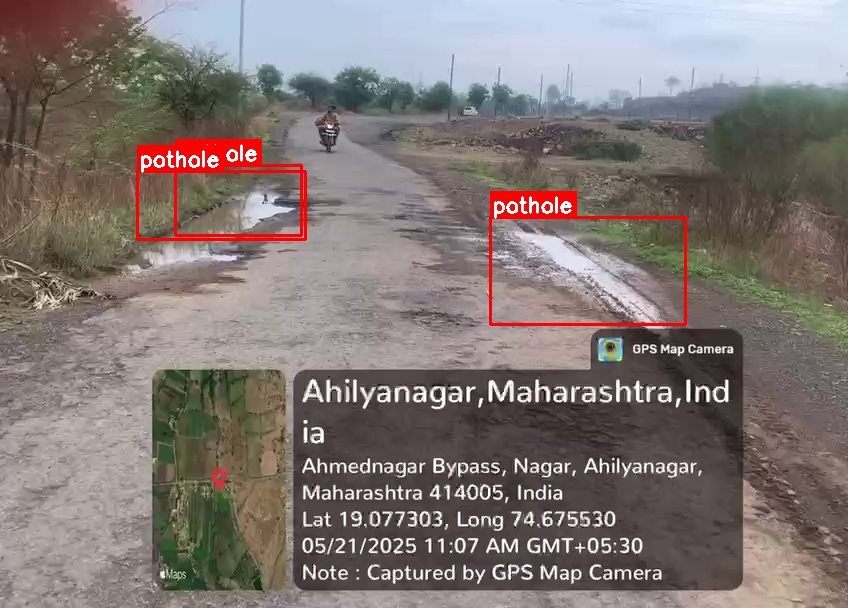 pothole ole
pothole
GPS Map Camera
Ahilyanagar,Maharashtra,Ind
ia
Ahmednagar Bypass, Nagar, Ahilyanagar,
Maharashtra 414005, India
Lat 19.077303, Long 74.675530
05/21/2025 11:07 AM GMT+05:30
Note : Captured by GPS Map Camera
Maps